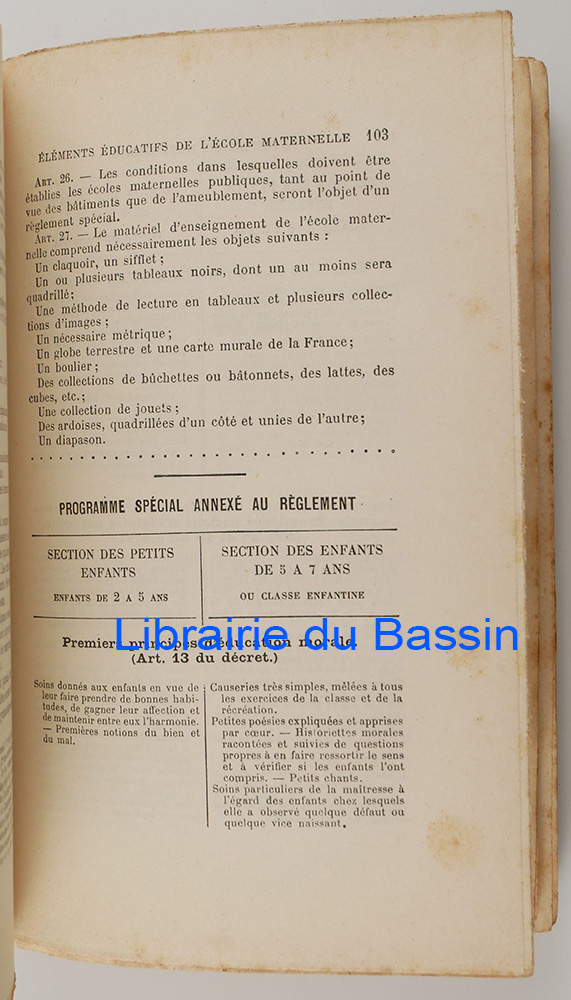 ÉLÉMENTS ÉDUCATIFS DE L'ÉCOLE MATERNELLE 103
ART. 26. — Les conditions dans lesquelles doivent être
établies les écoles maternelles publiques, tant au point de
vue des bâtiments que de l'ameublement, seront l'objet d'un
règlement spécial.
ART. 27. — Le matériel d'enseignement de l'école mater-
nelle comprend nécessairement les objets suivants :
Un claquoir, un sifflet ;
Un ou plusieurs tableaux noirs, dont un au moins sera
quadrillé ;
Une méthode de lecture en tableaux et plusieurs collec-
tions d'images ;
Un nécessaire métrique ;
Un globe terrestre et une carte murale de la France ;
Un boulier ;
Des collections de bûchettes ou bâtonnets, des lattes, des
cubes, etc. ;
Une collection de jouets ;
Des ardoises, quadrillées d'un côté et unies de l'autre ;
Un diapason.
PROGRAMME SPÉCIAL ANNEXÉ AU RÈGLEMENT
SECTION DES PETITS
ENFANTS
ENFANTS DE 2 A 5 ANS
SECTION DES ENFANTS
DE 5 A 7 ANS
OU CLASSE ENFANTINE
Premiers principes d'éducation morale.
(Art. 13 du décret.)
Librairie du Bassin
Soins donnés aux enfants en vue de
leur faire prendre de bonnes habi-
tudes, de gagner leur affection et
de maintenir entre eux l'harmonie.
— Premières notions du bien et
du mal.
Causeries très simples, mêlées à tous
les exercices de la classe et de la
récréation.
Petites poésies expliquées et apprises
par cœur. — Historiettes morales
racontées et suivies de questions
propres à en faire ressortir le sens
et à vérifier si les enfants l'ont
compris. — Petits chants.
Soins particuliers de la maîtresse à
l'égard des enfants chez lesquels
elle a observé quelque défaut ou
quelque vice naissant.